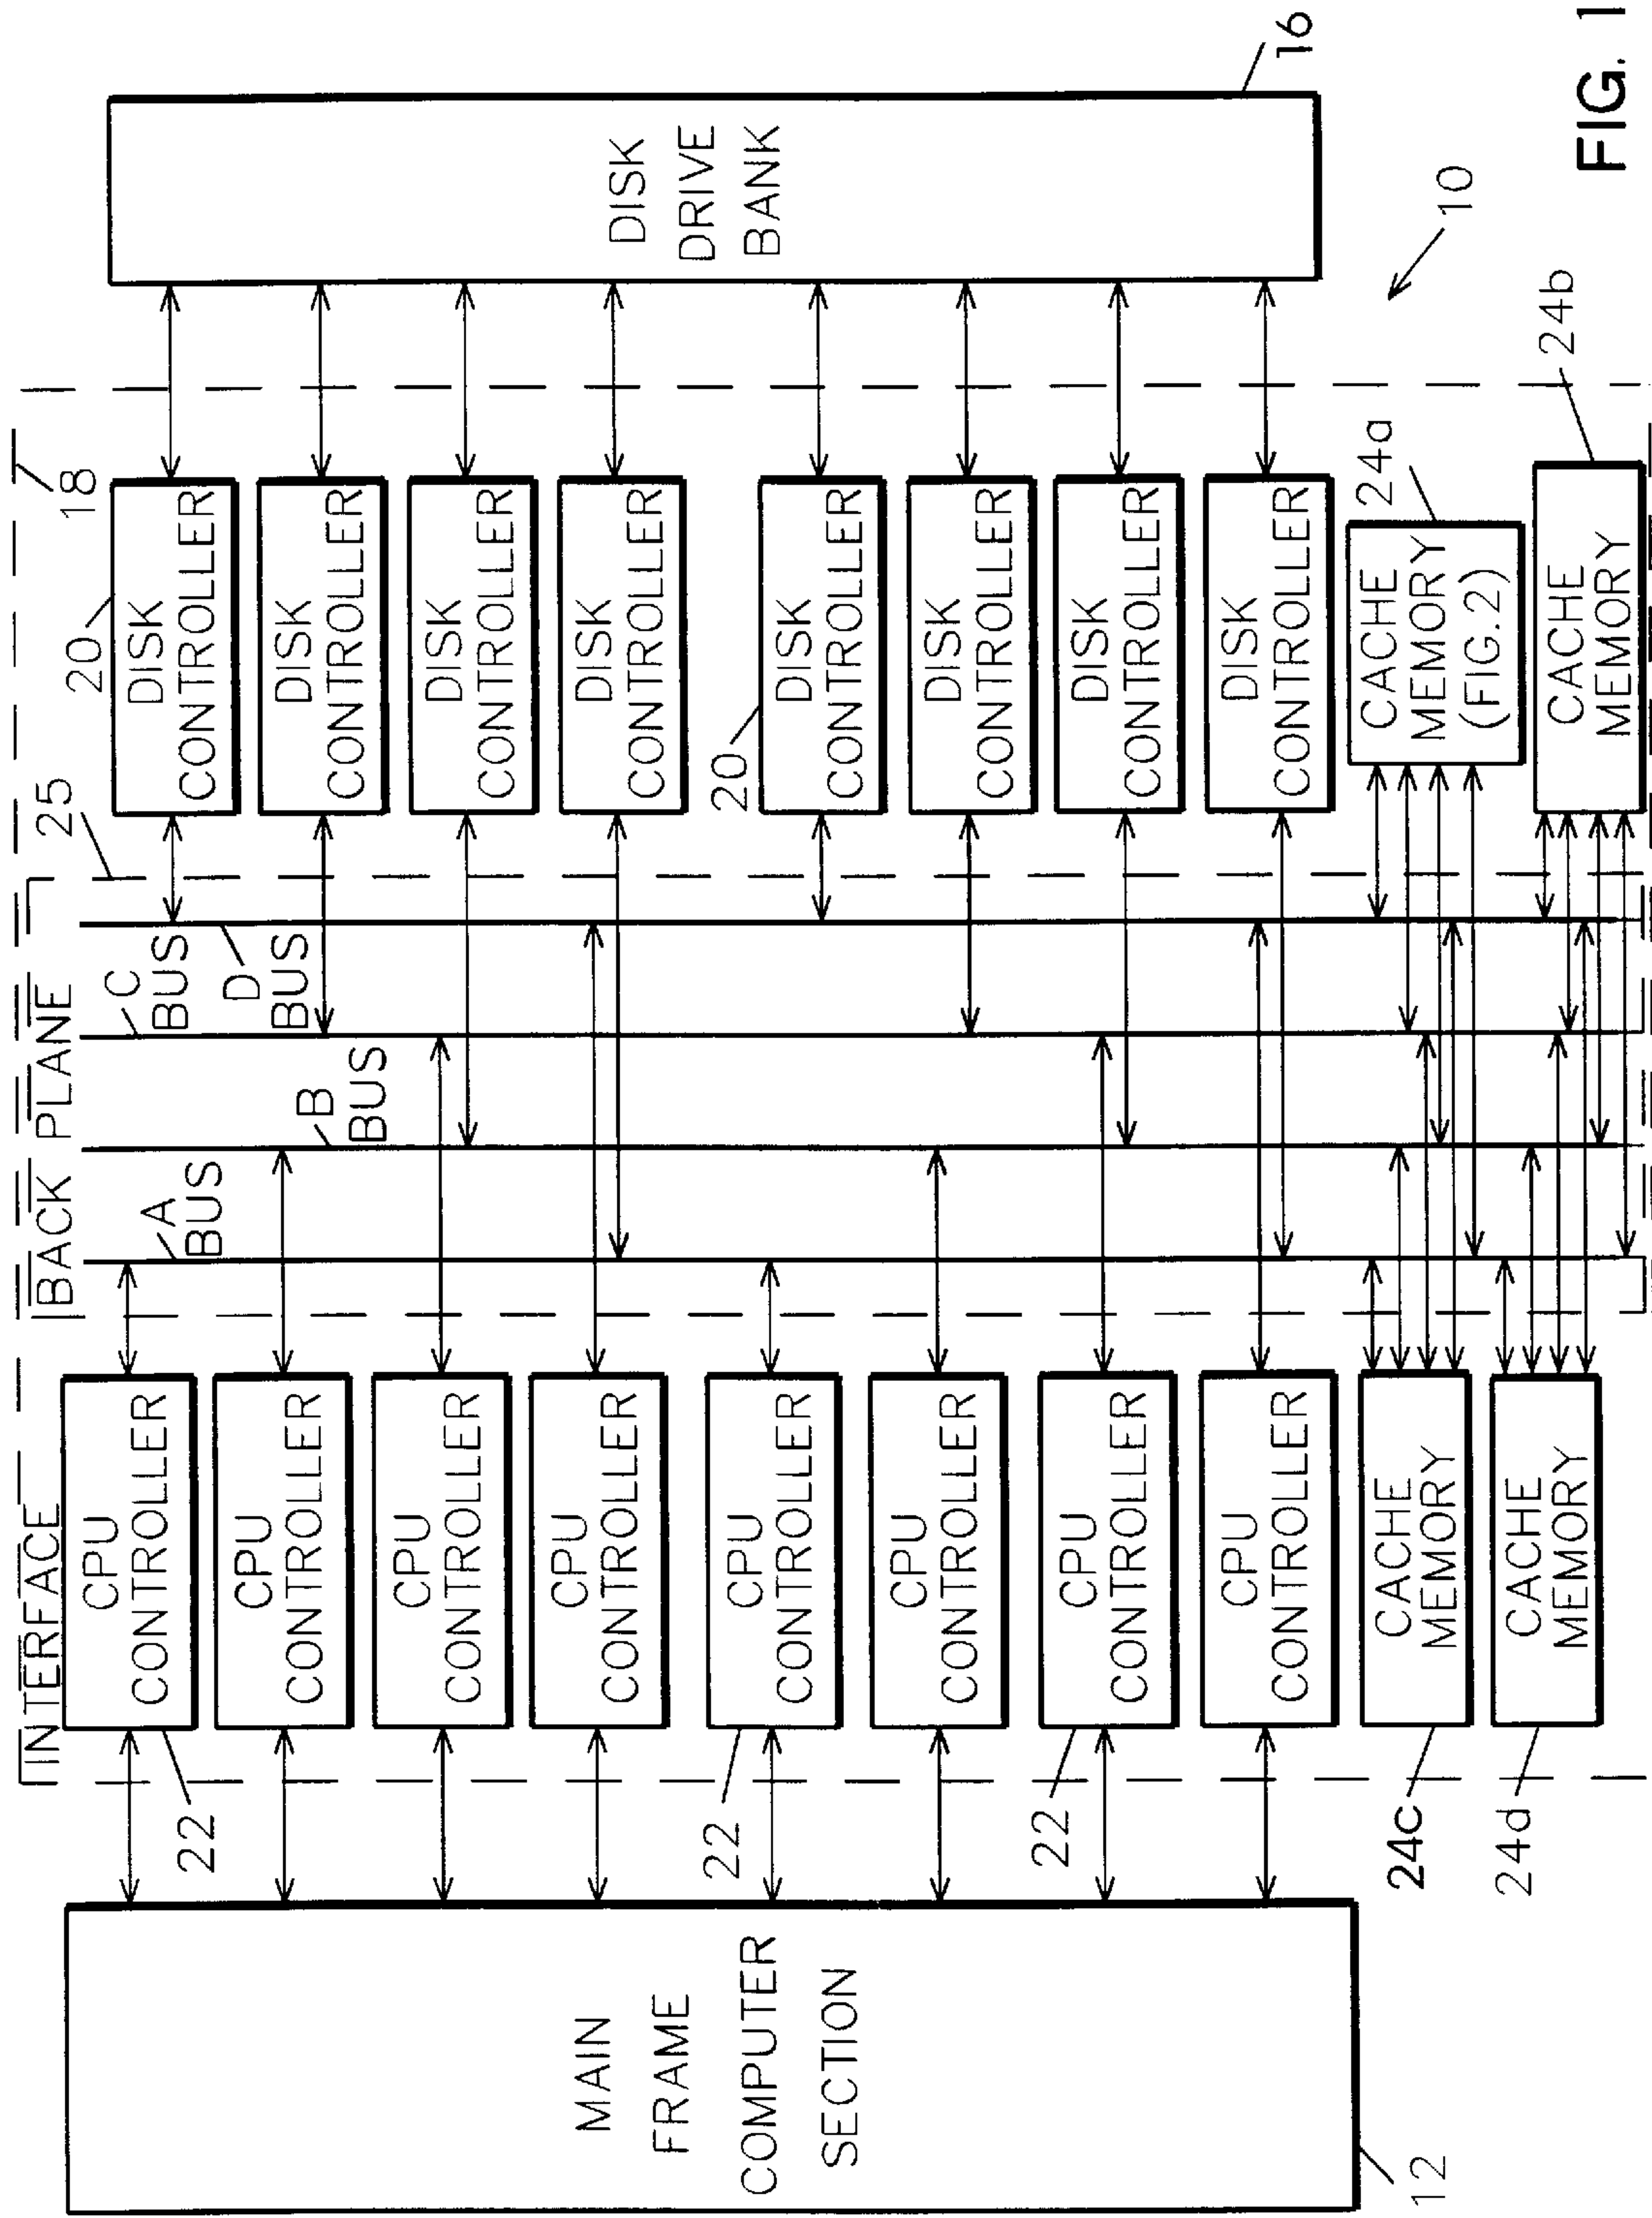 INTERFACE
BACK PLANE
18
25
MAIN
FRAME
COMPUTER
SECTION
12
CPU
CONTROLLER
22
CPU
CONTROLLER
CPU
CONTROLLER
CPU
CONTROLLER
CPU
CONTROLLER
22
CPU
CONTROLLER
CPU
CONTROLLER
22
CPU
CONTROLLER
CACHE
MEMORY
24c
CACHE
MEMORY
24d
A
BUS
B
BUS
C
BUS
D
BUS
20
DISK
CONTROLLER
DISK
CONTROLLER
DISK
CONTROLLER
DISK
CONTROLLER
20
DISK
CONTROLLER
DISK
CONTROLLER
DISK
CONTROLLER
DISK
CONTROLLER
CACHE
MEMORY
(FIG.2)
24a
CACHE
MEMORY
24b
DISK
DRIVE
BANK
16
10
FIG. 1